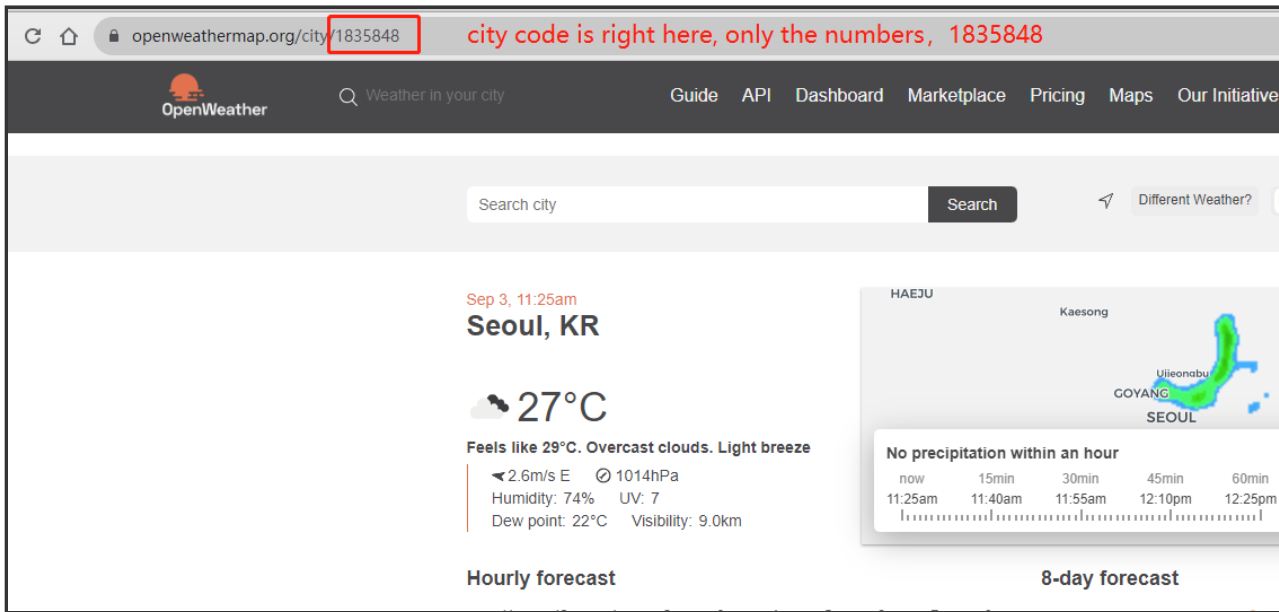 openweathermap.org/city/1835848
city code is right here, only the numbers，1835848
OpenWeather
Weather in your city
Guide API Dashboard Marketplace Pricing Maps Our Initiative
Search city
Search
Different Weather?
Sep 3, 11:25am
Seoul, KR
27°C
Feels like 29°C. Overcast clouds. Light breeze
2.6m/s E 1014hPa
Humidity: 74% UV: 7
Dew point: 22°C Visibility: 9.0km
HAEJU
Kaesong
GOYANG
SEOUL
No precipitation within an hour
now 15min 30min 45min 60min
11:25am 11:40am 11:55am 12:10pm 12:25pm
Hourly forecast
8-day forecast